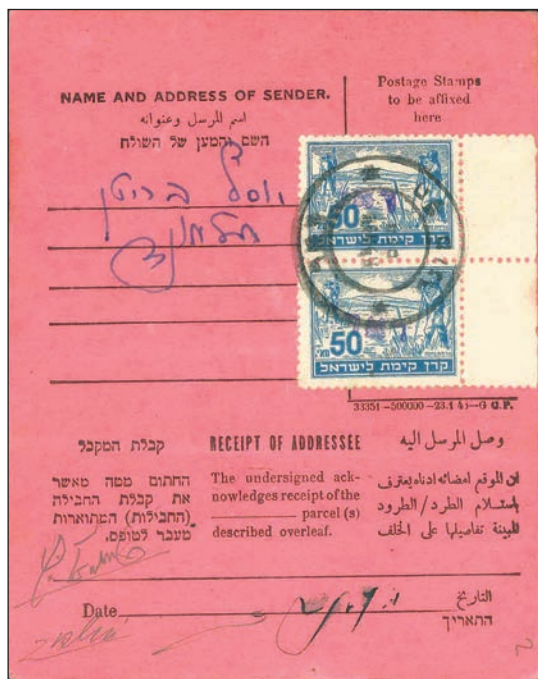 NAME AND ADDRESS OF SENDER.
اسم المرسل وعنوانه
השם והמען של השולח
Postage Stamps
to be affixed
here
50
קרן קימת לישראל
50
קרן קימת לישראל
33351–500000–23.1 4 –G G.P.
קבלת המקבל
החתום מטה מאשר
את קבלת החבילה
(החבילות) המתוארות
מעבר לטופס.
RECEIPT OF ADDRESSEE
The undersigned ack-
nowledges receipt of the
parcel (s)
described overleaf.
وصل المرسل اليه
ان الموقع امضائه ادناه يعترف
باستلام الطرد/الطرود
المبينة تفاصيلها على الخلف
Date
التاريخ
התאריך